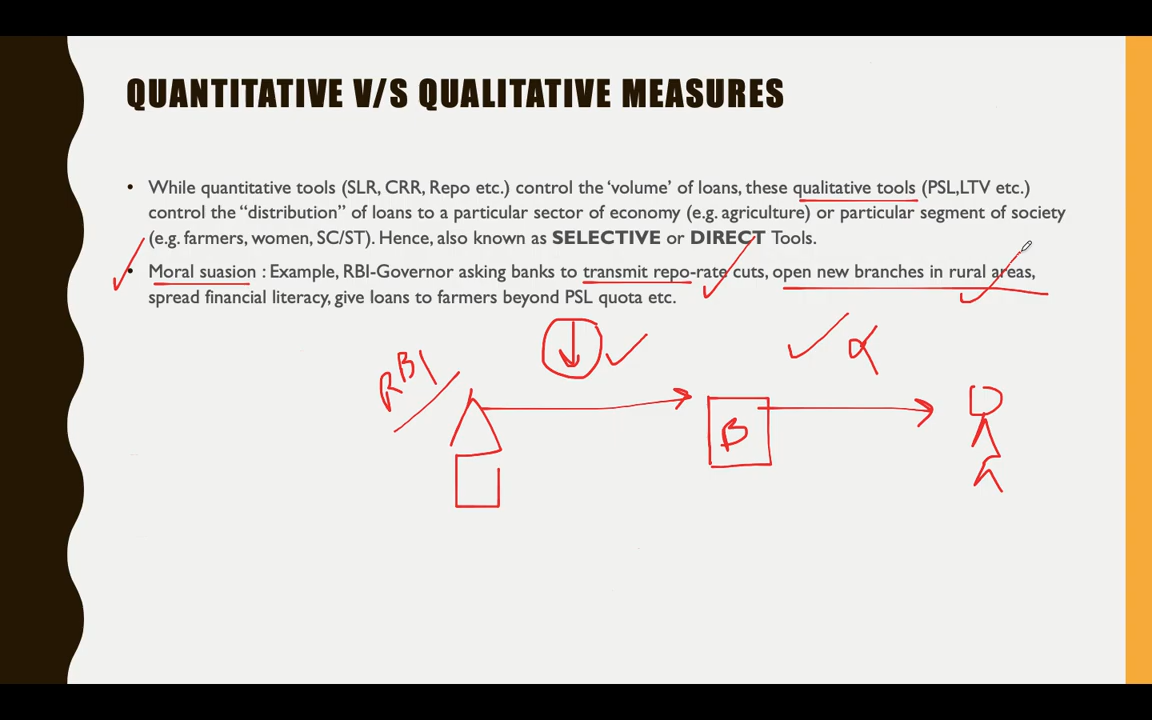 QUANTITATIVE V/S QUALITATIVE MEASURES
• While quantitative tools (SLR, CRR, Repo etc.) control the ‘volume’ of loans, these qualitative tools (PSL,LTV etc.)
control the “distribution” of loans to a particular sector of economy (e.g. agriculture) or particular segment of society
(e.g. farmers, women, SC/ST). Hence, also known as SELECTIVE or DIRECT Tools.
• Moral suasion : Example, RBI-Governor asking banks to transmit repo-rate cuts, open new branches in rural areas,
spread financial literacy, give loans to farmers beyond PSL quota etc.
RBI
B